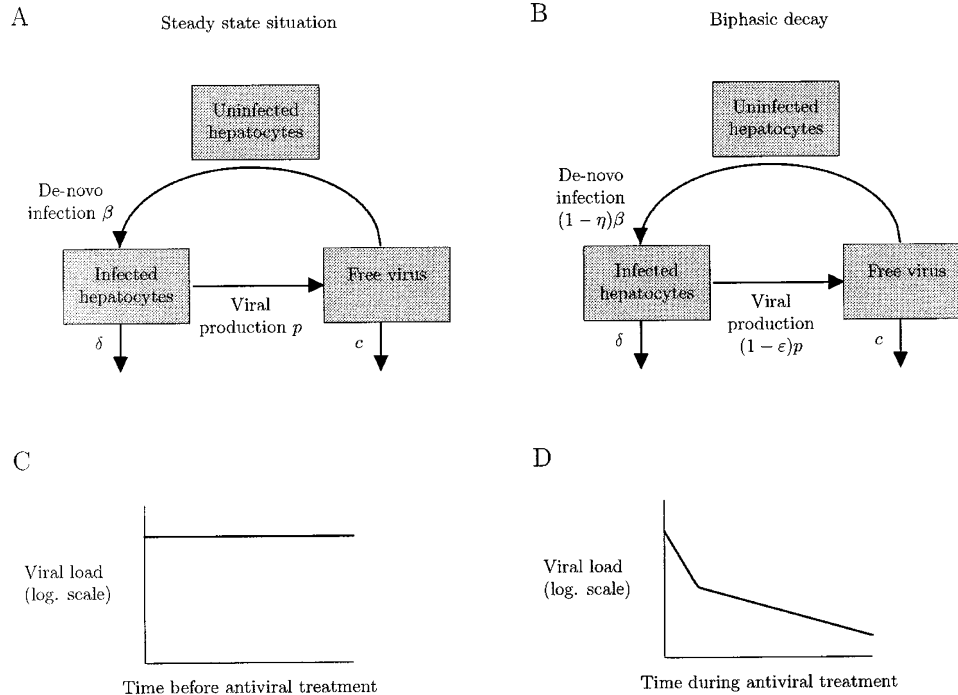 A
Steady state situation
Uninfected
hepatocytes
De-novo
infection β
Infected
hepatocytes
Free virus
Viral
production p
δ
c
B
Biphasic decay
Uninfected
hepatocytes
De-novo
infection
(1 − η)β
Infected
hepatocytes
Free virus
Viral
production
(1 − ε)p
δ
c
C
Viral load
(log. scale)
Time before antiviral treatment
D
Viral load
(log. scale)
Time during antiviral treatment